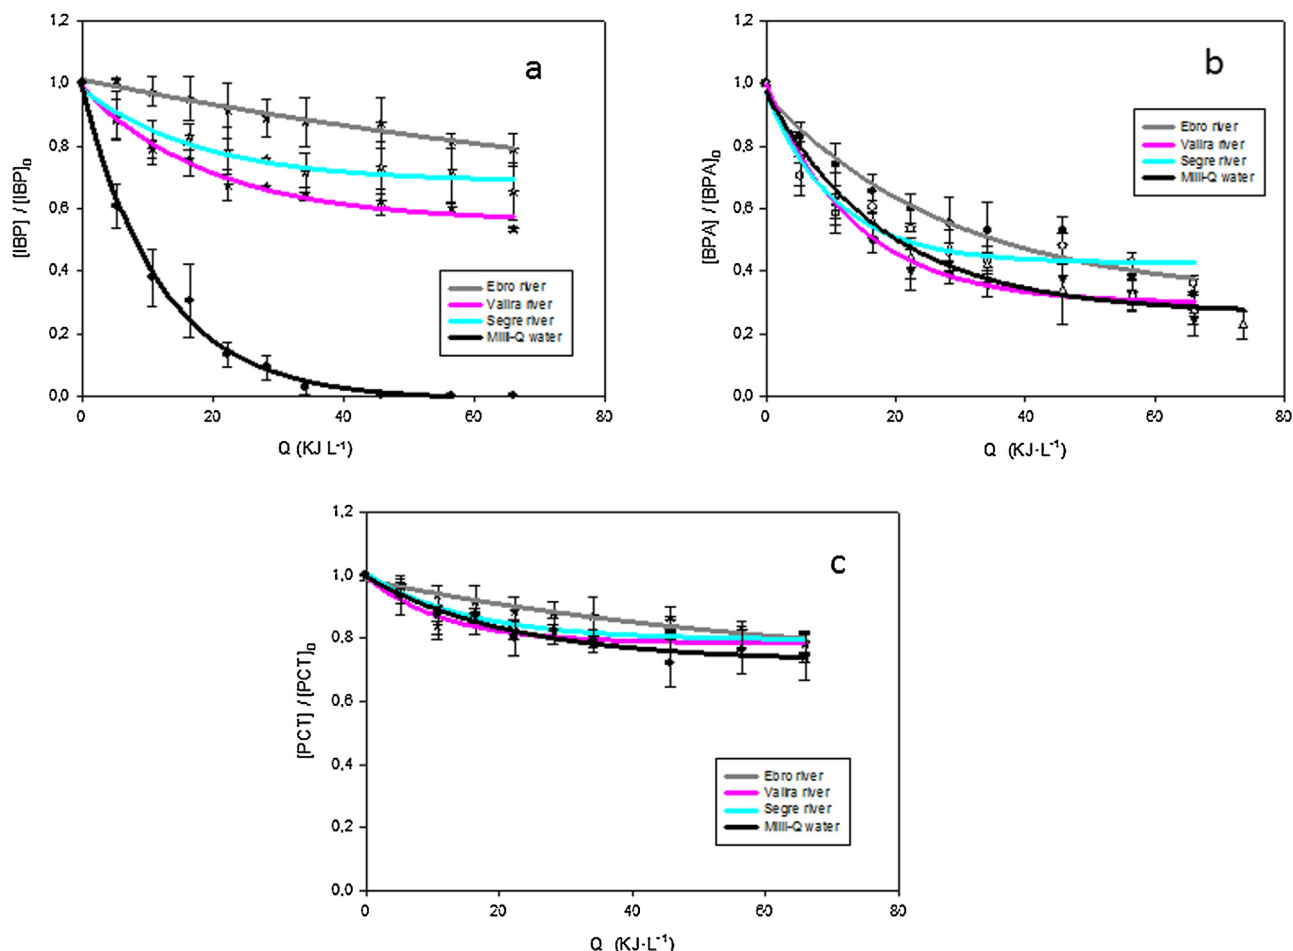 a
[IBP] / [IBP]₀
1,2
1,0
0,8
0,6
0,4
0,2
0,0
Ebro river
Valira river
Segre river
Milli-Q water
0 20 40 60 80
Q (KJ L⁻¹)
b
[BPA] / [BPA]₀
1,2
1,0
0,8
0,6
0,4
0,2
0,0
Ebro river
Valira river
Segre river
Milli-Q water
0 20 40 60 80
Q (KJ·L⁻¹)
c
[PCT] / [PCT]₀
1,2
1,0
0,8
0,6
0,4
0,2
0,0
Ebro river
Valira river
Segre river
Milli-Q water
0 20 40 60 80
Q (KJ·L⁻¹)